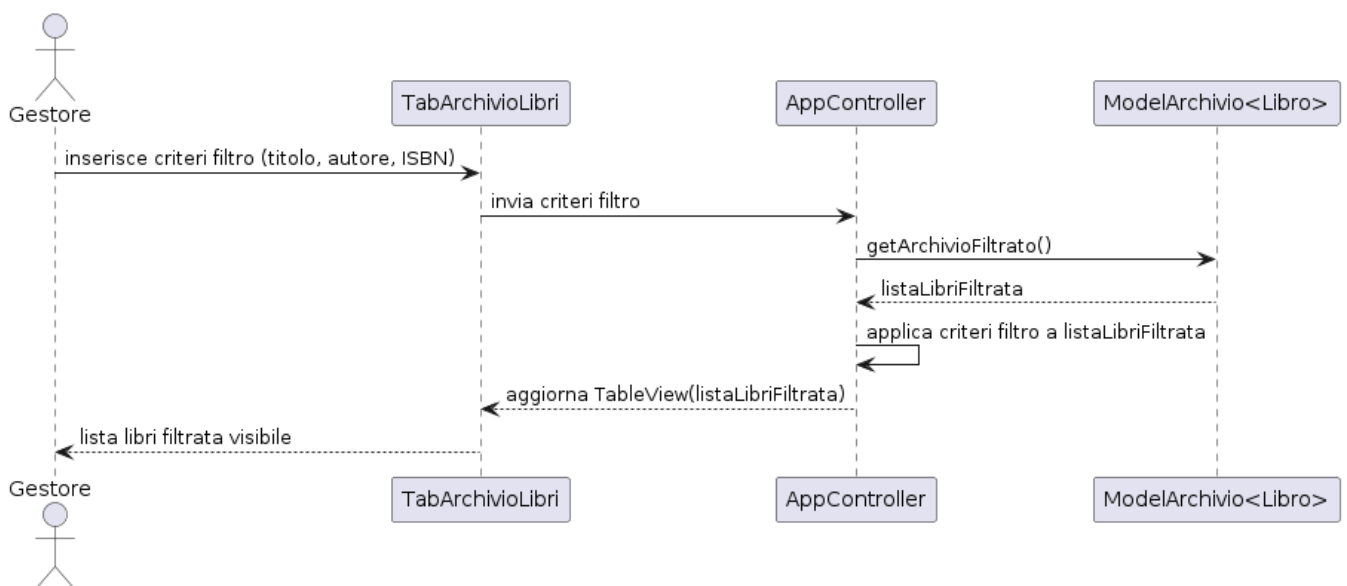 Gestore
TabArchivioLibri
AppController
ModelArchivio<Libro>
inserisce criteri filtro (titolo, autore, ISBN)
invia criteri filtro
getArchivioFiltrato()
listaLibriFiltrata
applica criteri filtro a listaLibriFiltrata
aggiorna TableView(listaLibriFiltrata)
lista libri filtrata visibile
Gestore
TabArchivioLibri
AppController
ModelArchivio<Libro>